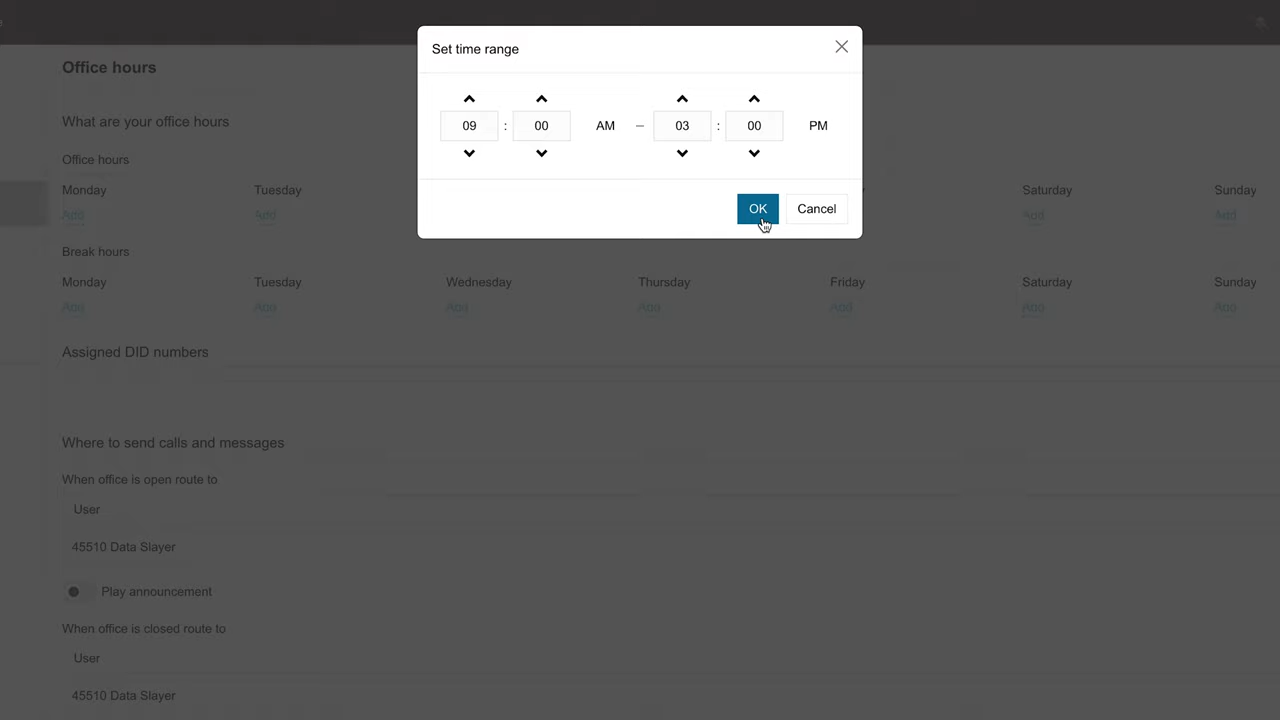 Set time range
09 : 00 AM – 03 : 00 PM
OK Cancel
Office hours
What are your office hours
Office hours
Monday Tuesday Saturday Sunday
Add Add Add Add
Break hours
Monday Tuesday Wednesday Thursday Friday Saturday Sunday
Add Add Add Add Add Add Add
Assigned DID numbers
Where to send calls and messages
When office is open route to
User
45510 Data Slayer
Play announcement
When office is closed route to
User
45510 Data Slayer